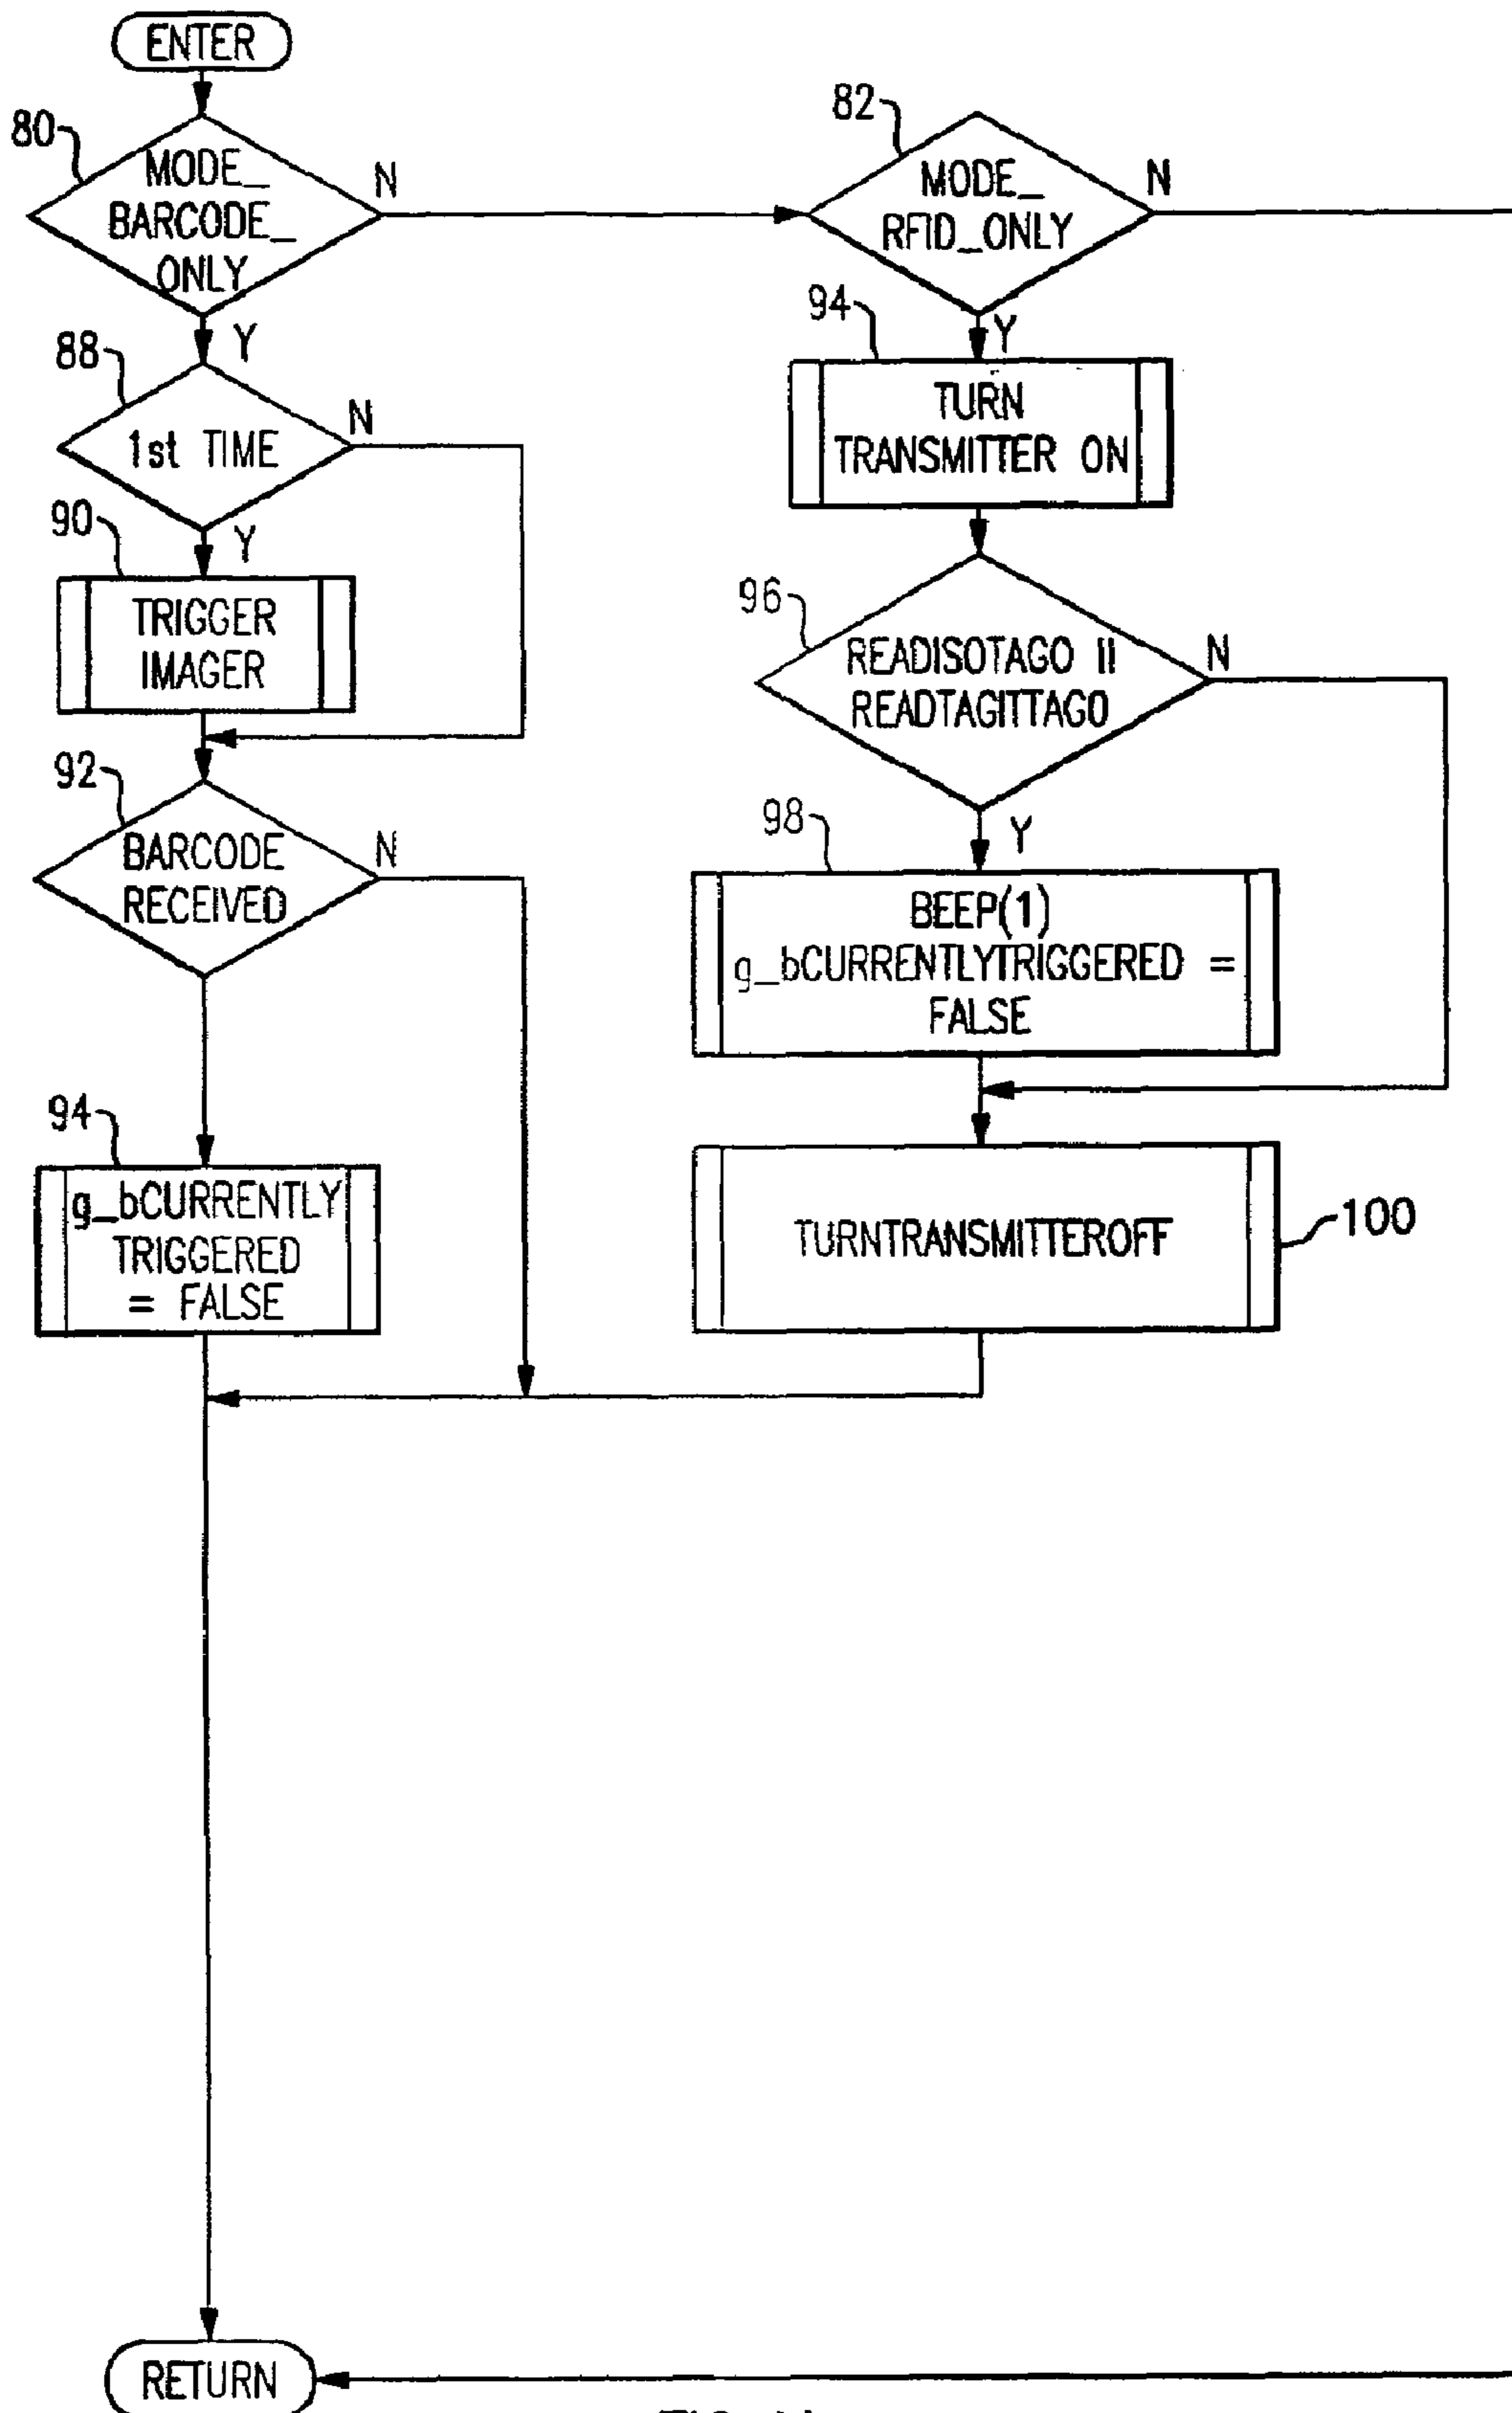 ENTER
80
MODE_
BARCODE_
ONLY
N
Y
82
MODE_
RFID_ONLY
N
Y
88
1st TIME
N
Y
90
TRIGGER
IMAGER
92
BARCODE
RECEIVED
N
94
g_bCURRENTLY
TRIGGERED
= FALSE
94
TURN
TRANSMITTER ON
96
READISOTAGO II
READTAGITTAGO
N
Y
98
BEEP(1)
g_bCURRENTLYTRIGGERED =
FALSE
TURNTRANSMITTEROFF
100
RETURN